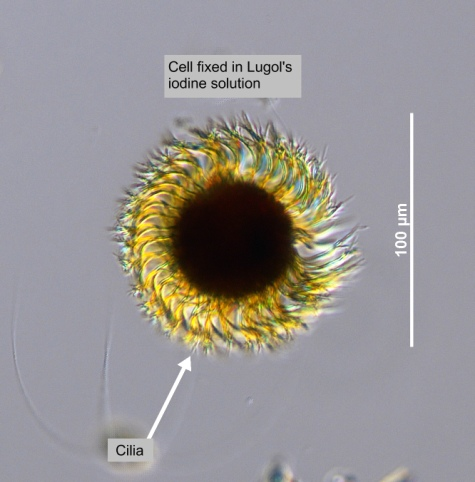 Cell fixed in Lugol's
iodine solution
100 µm
Cilia